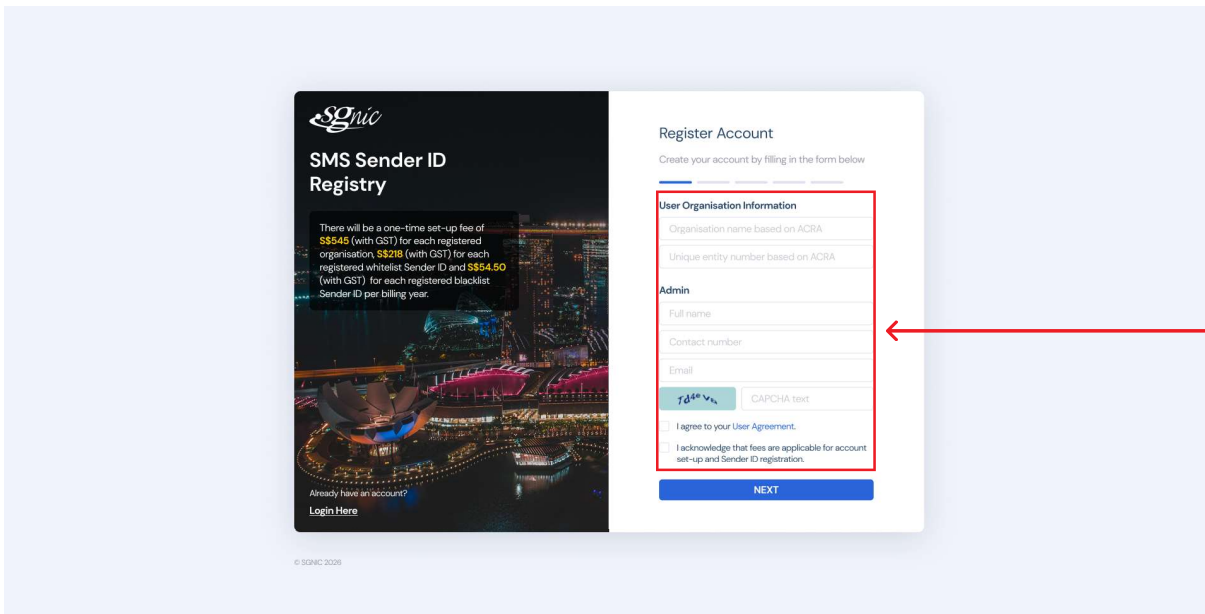 sgnic
SMS Sender ID
Registry
There will be a one-time set-up fee of
S$545 (with GST) for each registered
organisation, S$218 (with GST) for each
registered whitelist Sender ID and S$54.50
(with GST) for each registered blacklist
Sender ID per billing year.
Already have an account?
Login Here
Register Account
Create your account by filling in the form below
User Organisation Information
Organisation name based on ACRA
Unique entity number based on ACRA
Admin
Full name
Contact number
Email
CAPCHA text
I agree to your User Agreement.
I acknowledge that fees are applicable for account
set-up and Sender ID registration.
NEXT
© SGNIC 2026